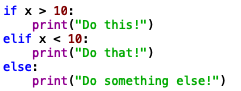 if x > 10:
    print("Do this!")
elif x < 10:
    print("Do that!")
else:
    print("Do something else!")